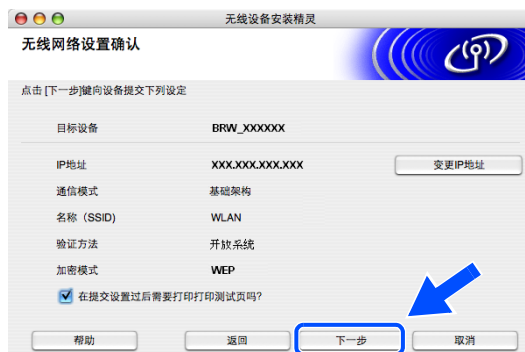 无线设备安装精灵
无线网络设置确认
点击 [下一步]键向设备提交下列设定
目标设备 BRW_XXXXXX
IP地址 XXX.XXX.XXX.XXX 变更IP地址
通信模式 基础架构
名称（SSID) WLAN
验证方法 开放系统
加密模式 WEP
在提交设置过后需要打印打印测试页吗?
帮助 返回 下一步 取消